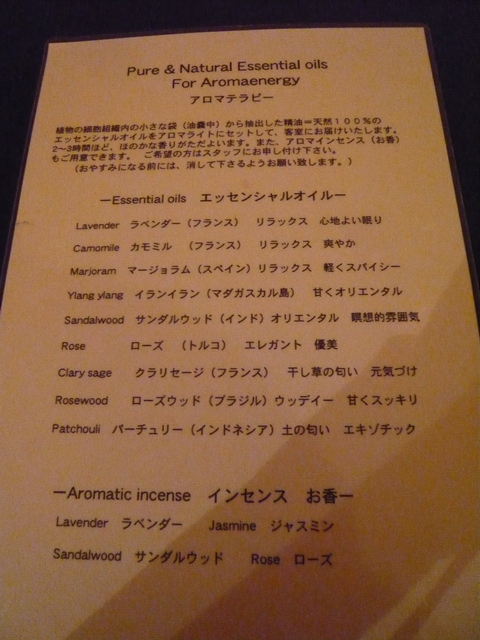 Pure & Natural Essential oils
For Aromaenergy
アロマテラピー
植物の細胞組織内の小さな袋（油嚢中）から抽出した精油＝天然１００％の
エッセンシャルオイルをアロマライトにセットして、客室にお届けいたします。
２〜３時間ほど、ほのかな香りがただよいます。また、アロマインセンス（お香）
もご用意できます。　ご希望の方はスタッフにお申し付け下さい。
（おやすみになる前には、消して下さるようお願い致します。）
ーEssential oils　エッセンシャルオイルー
Lavender　ラベンダー（フランス）　リラックス　心地よい眠り
Camomile　カモミル　（フランス）　リラックス　爽やか
Marjoram　マージョラム（スペイン）リラックス　軽くスパイシー
Ylang ylang　イランイラン（マダガスカル島）　甘くオリエンタル
Sandalwood　サンダルウッド（インド）オリエンタル　瞑想的雰囲気
Rose　ローズ　（トルコ）　エレガント　優美
Clary sage　クラリセージ（フランス）　干し草の匂い　元気づけ
Rosewood　ローズウッド（ブラジル）ウッディー　甘くスッキリ
Patchouli　パーチュリー（インドネシア）土の匂い　エキゾチック
ーAromatic incense　インセンス　お香ー
Lavender　ラベンダー　Jasmine　ジャスミン
Sandalwood　サンダルウッド　Rose　ローズ